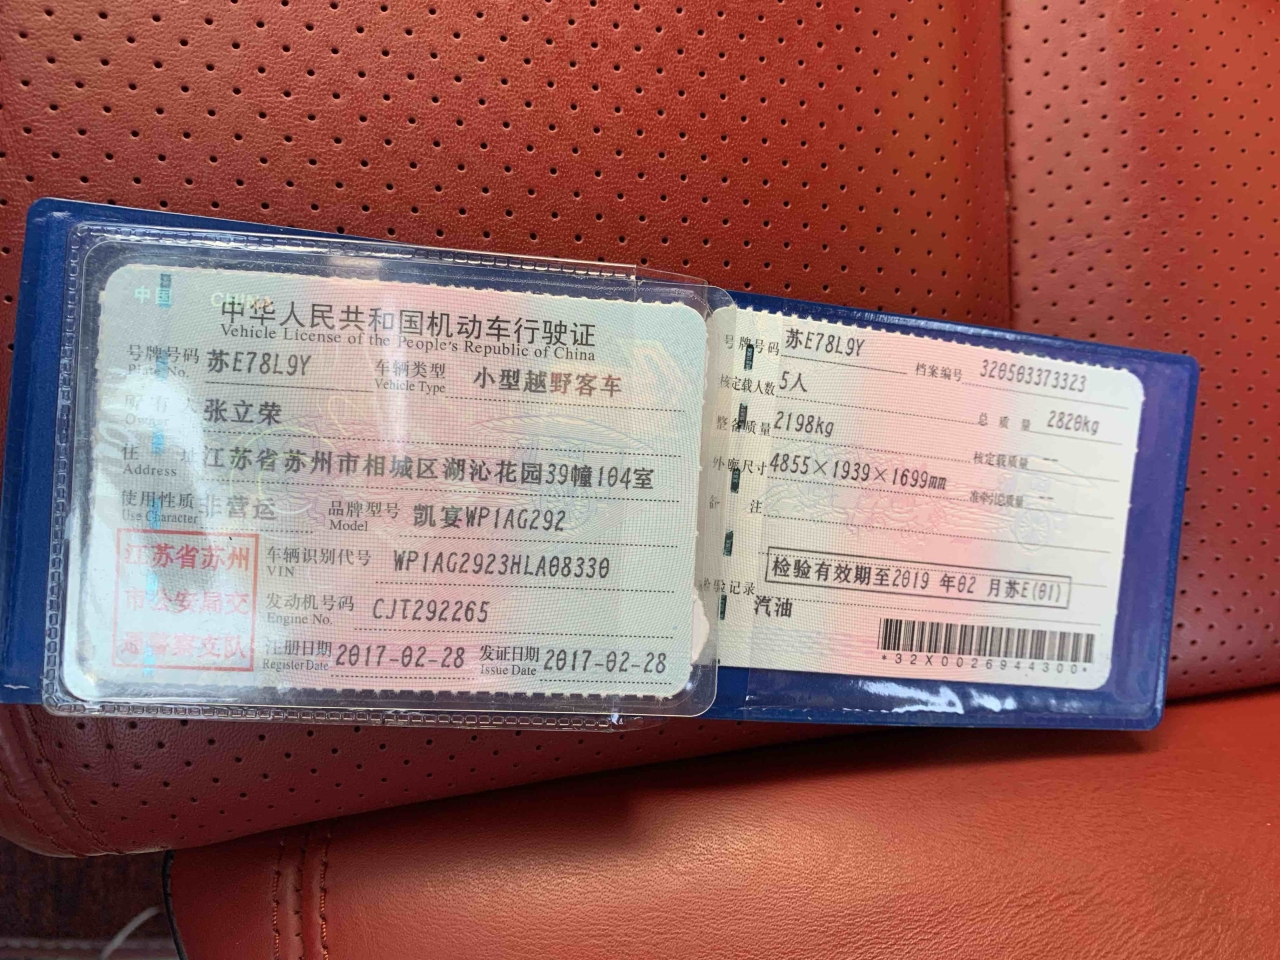 中国 CHINA
中华人民共和国机动车行驶证
Vehicle License of the People's Republic of China
号牌号码 苏E78L9Y 车辆类型 小型越野客车
Plate No. Vehicle Type
所有人 张立荣
Owner
住址 江苏省苏州市相城区湖沁花园39幢104室
Address
使用性质 非营运 品牌型号 凯宴WP1AG292
Use Character Model
江苏省苏州
市公安局交
通警察支队
车辆识别代号 WP1AG2923HLA08330
VIN
发动机号码 CJT292265
Engine No.
注册日期 2017-02-28 发证日期 2017-02-28
Register Date Issue Date
号牌号码 苏E78L9Y 档案编号 320503373323
核定载人数 5人 总质量 2820kg
整备质量 2198kg 核定载质量 --
外廓尺寸 4855×1939×1699mm 准牵引总质量 --
备注
检验有效期至2019年02月苏E(01)
检验记录
汽油
*32X0026944300*